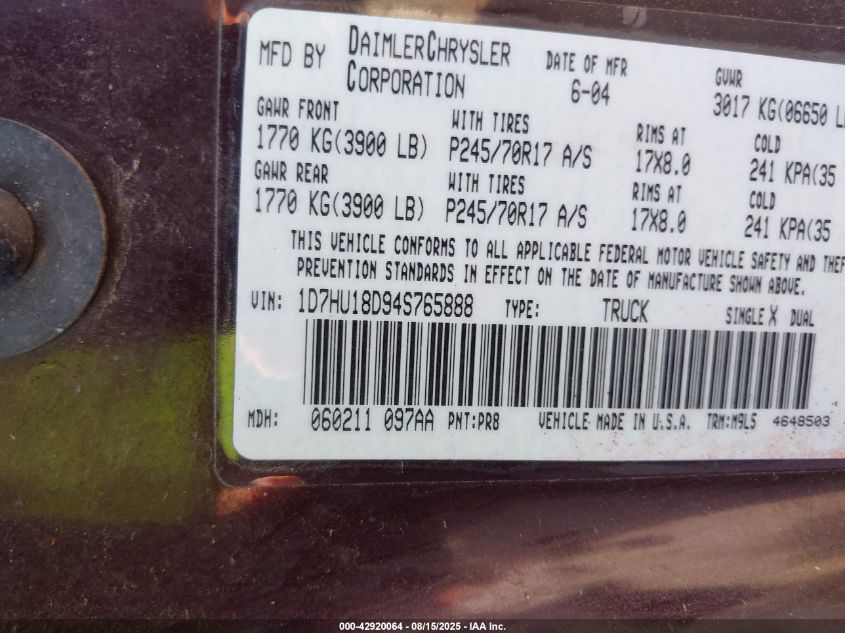 MFD BY DAIMLERCHRYSLER CORPORATION DATE OF MFR 6-04 GVWR 3017 KG(06650 L
GAWR FRONT WITH TIRES RIMS AT COLD
1770 KG(3900 LB) P245/70R17 A/S 17X8.0 241 KPA(35
GAWR REAR WITH TIRES RIMS AT COLD
1770 KG(3900 LB) P245/70R17 A/S 17X8.0 241 KPA(35
THIS VEHICLE CONFORMS TO ALL APPLICABLE FEDERAL MOTOR VEHICLE SAFETY AND THEF
PREVENTION STANDARDS IN EFFECT ON THE DATE OF MANUFACTURE SHOWN ABOVE.
VIN: 1D7HU18D94S765888 TYPE: TRUCK SINGLE X DUAL
MDH: 060211 097AA PNT:PR8 VEHICLE MADE IN U.S.A. TRM:M9L5 4648503
000-42920064 - 08/15/2025 - IAA Inc.